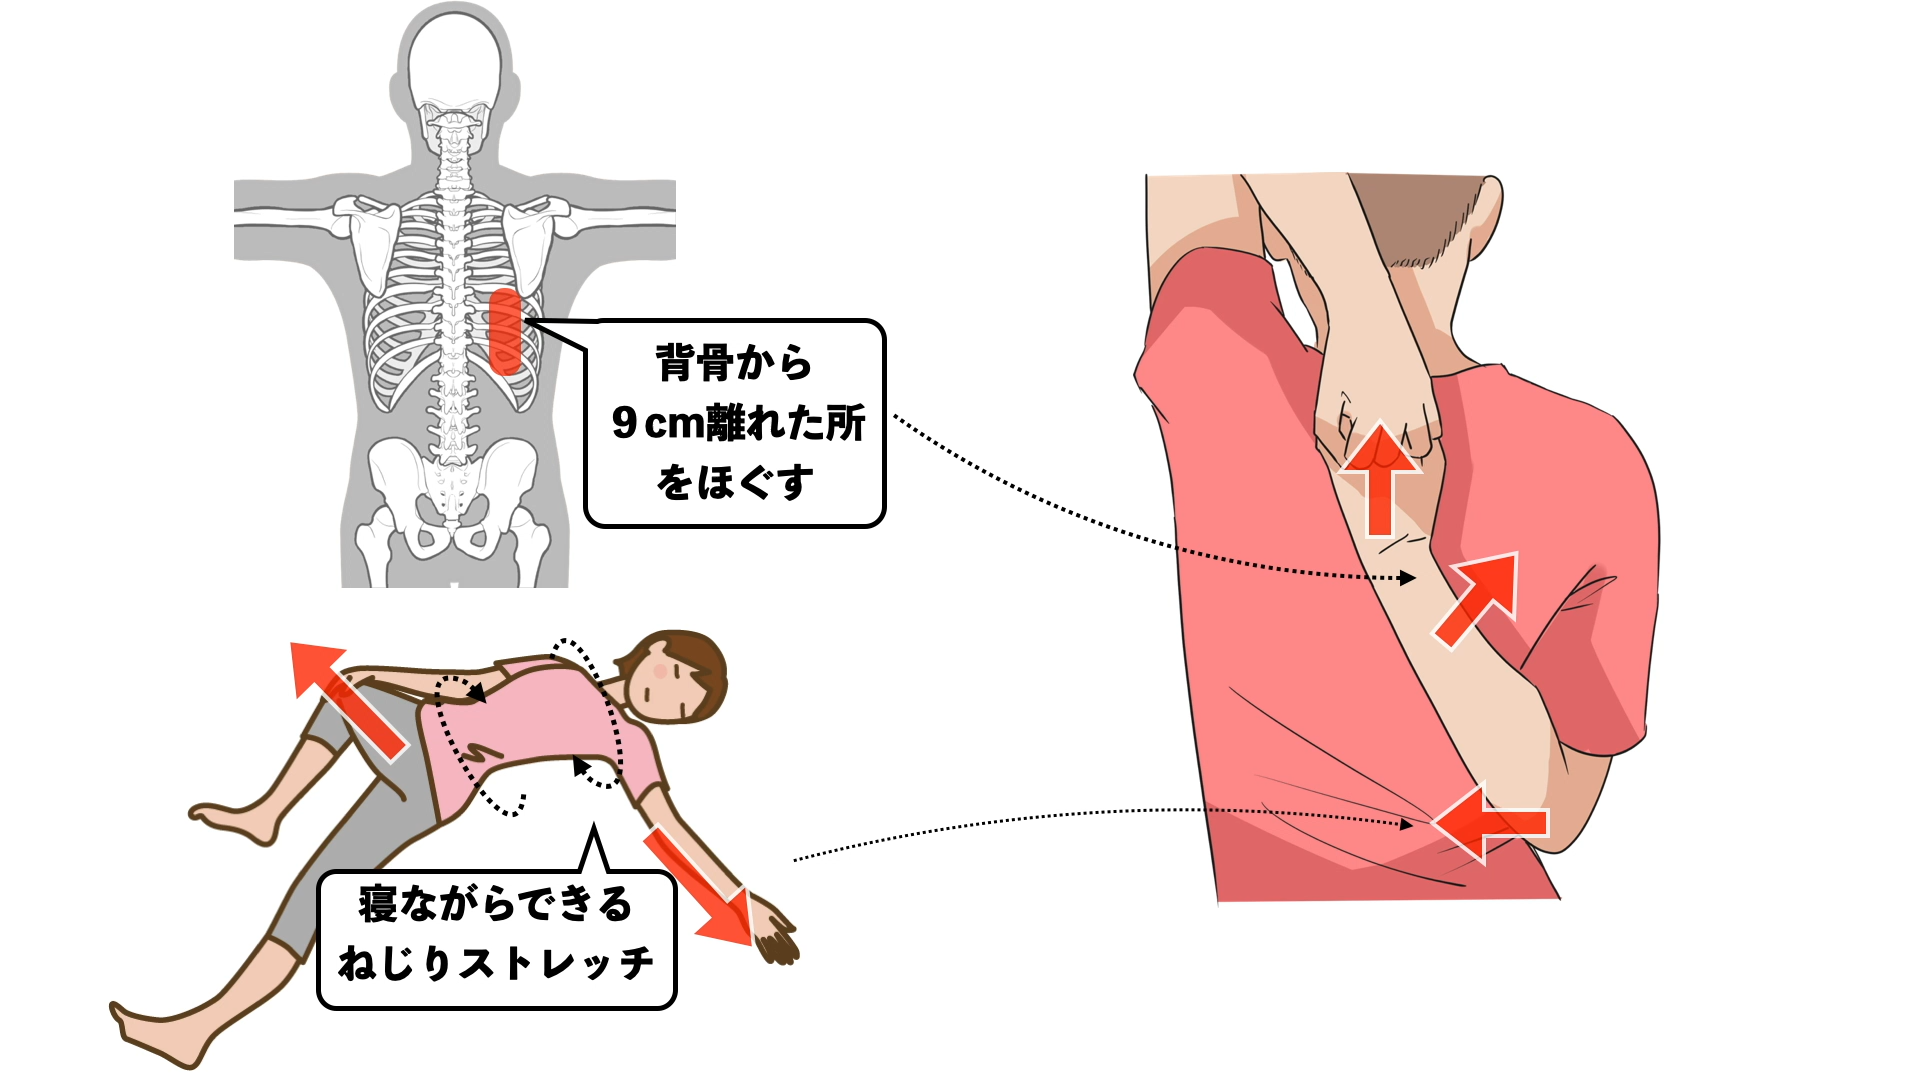 背骨から
9cm離れた所
をほぐす
寝ながらできる
ねじりストレッチ